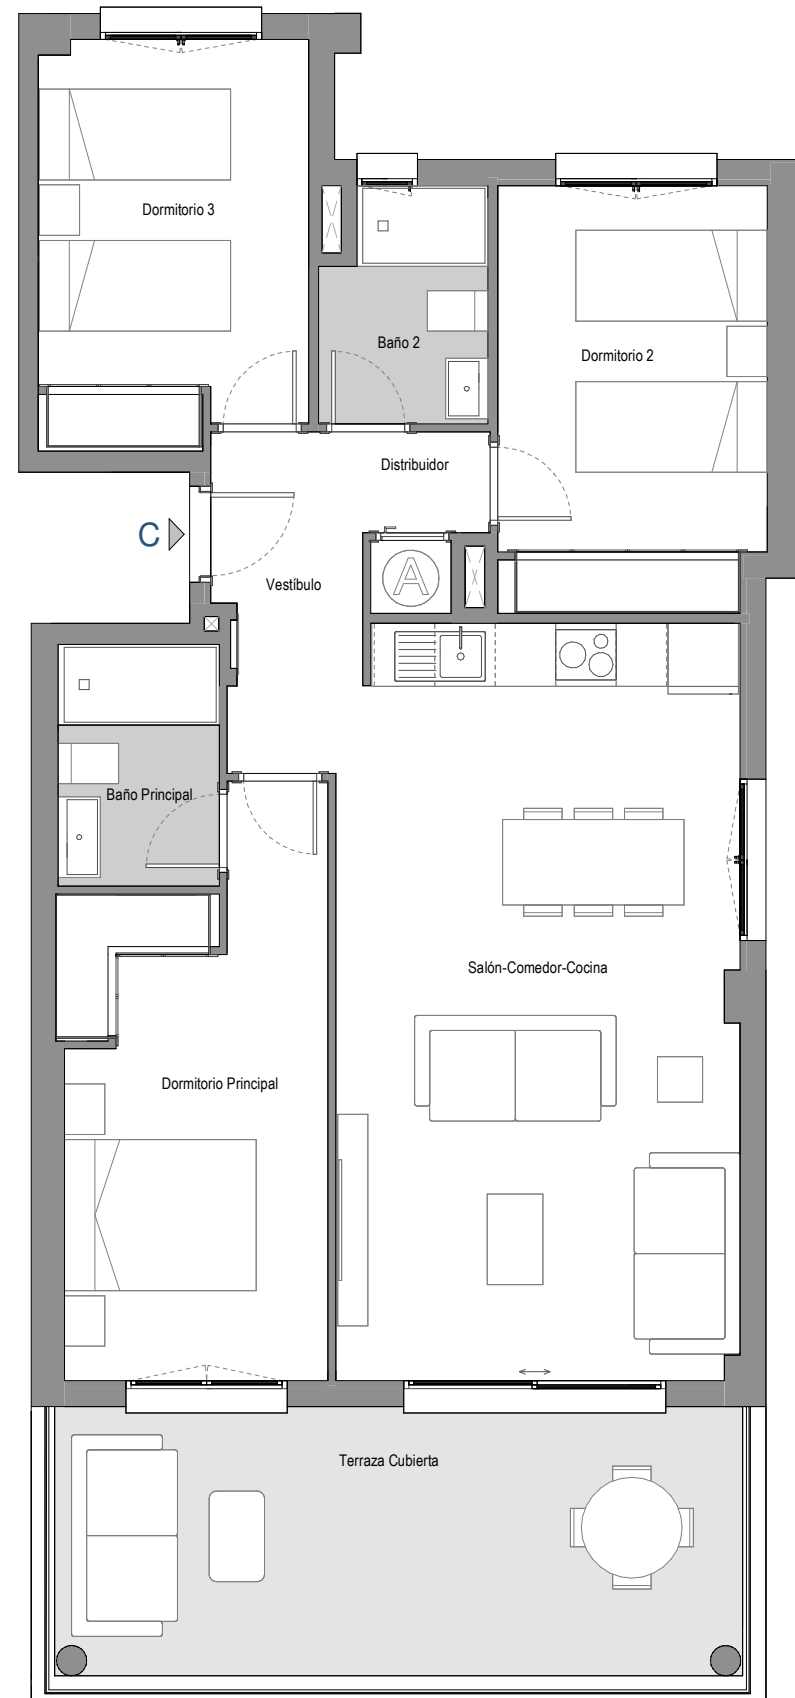 Dormitorio 3
Baño 2
Dormitorio 2
Distribuidor
C
A
Vestíbulo
Baño Principal
Salón-Comedor-Cocina
Dormitorio Principal
Terraza Cubierta